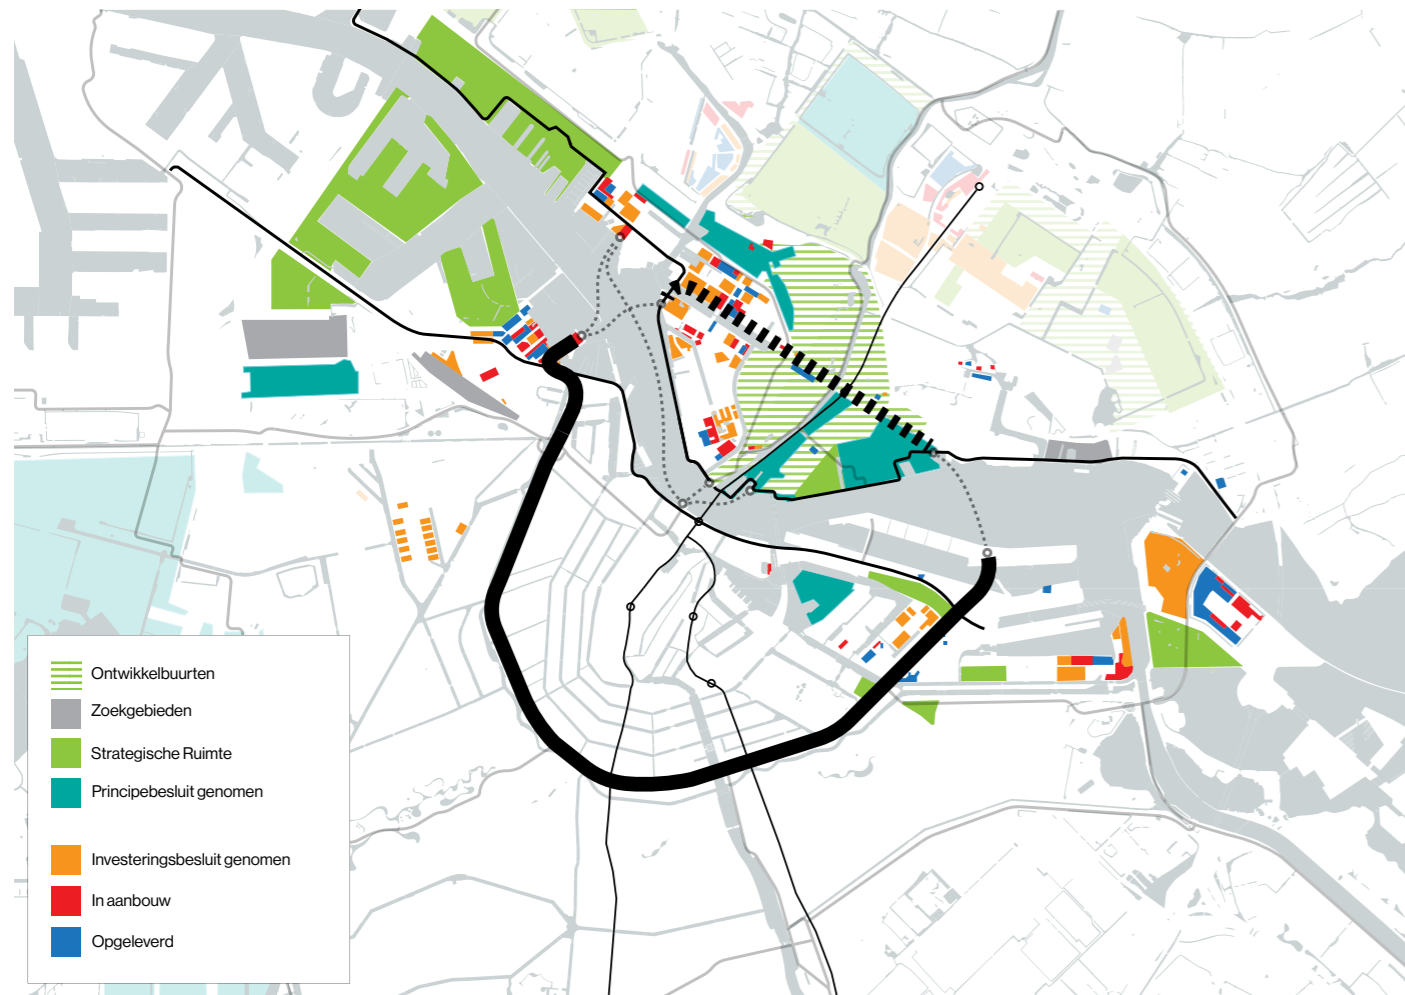 Ontwikkelbuurten
Zoekgebieden
Strategische Ruimte
Principebesluit genomen
Investeringsbesluit genomen
In aanbouw
Opgeleverd